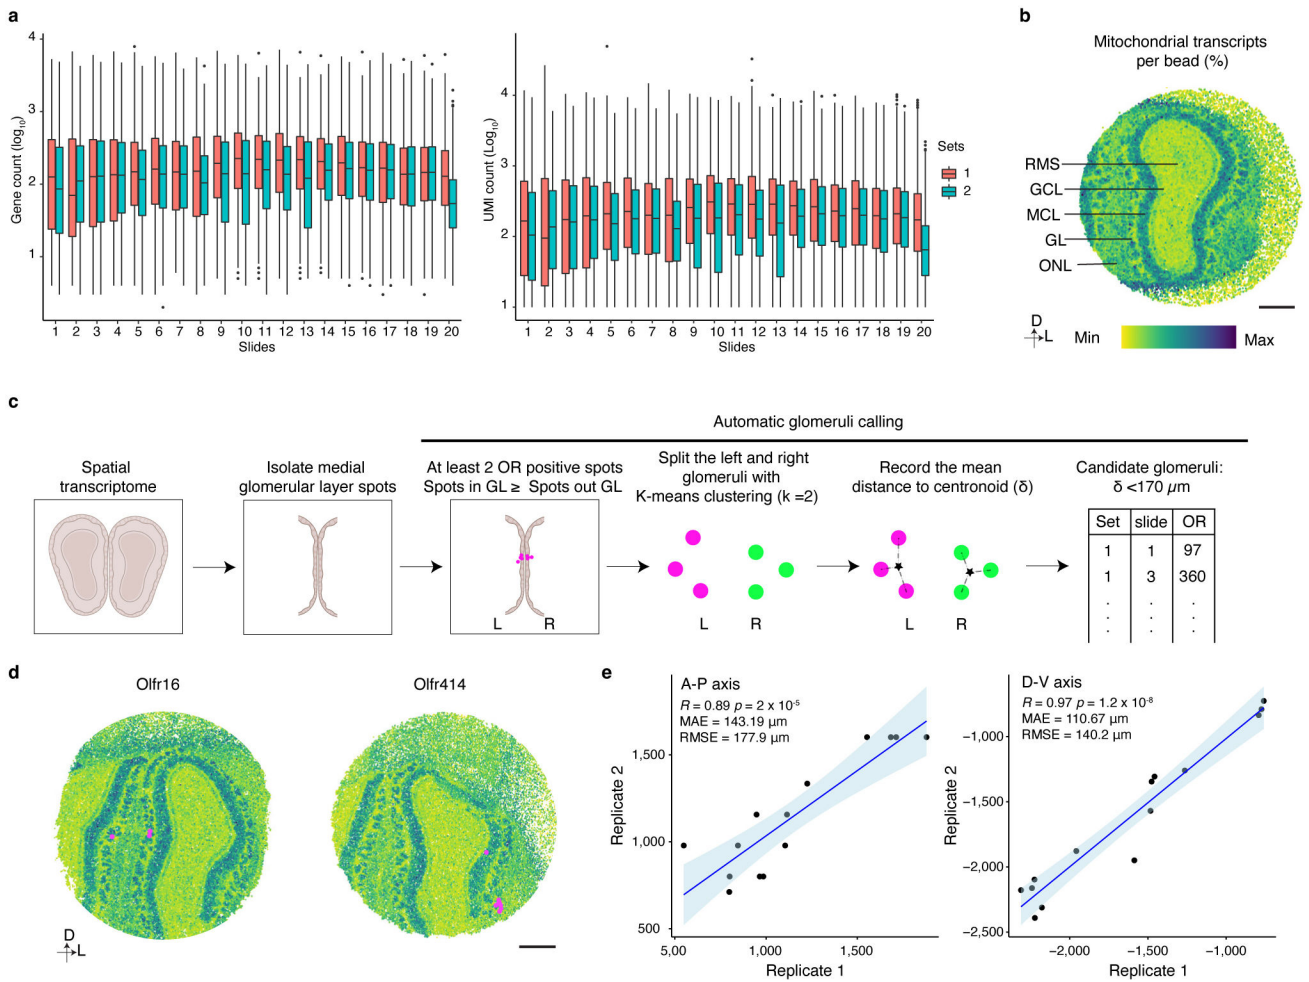 a
Gene count (log10)
4
3
2
1
1 2 3 4 5 6 7 8 9 10 11 12 13 14 15 16 17 18 19 20
Slides
UMI count (Log10)
4
3
2
1
1 2 3 4 5 6 7 8 9 10 11 12 13 14 15 16 17 18 19 20
Slides
Sets
1
2
b
Mitochondrial transcripts
per bead (%)
RMS
GCL
MCL
GL
ONL
D
L
Min
Max
c
Automatic glomeruli calling
Spatial
transcriptome
Isolate medial
glomerular layer spots
At least 2 OR positive spots
Spots in GL ≥ Spots out GL
L R
Split the left and right
glomeruli with
K-means clustering (k =2)
L R
Record the mean
distance to centronoid (δ)
L R
Candidate glomeruli:
δ <170 µm
Set slide OR
1 1 97
1 3 360
. . .
. . .
. . .
d
Olfr16
Olfr414
D
L
e
A-P axis
R = 0.89 p = 2 x 10-5
MAE = 143.19 µm
RMSE = 177.9 µm
Replicate 2
1,500
1,000
500
5,00 1,000 1,500
Replicate 1
D-V axis
R = 0.97 p = 1.2 x 10-8
MAE = 110.67 µm
RMSE = 140.2 µm
Replicate 2
−1,000
−1,500
−2,000
−2,500
−2,000 −1,500 −1,000
Replicate 1